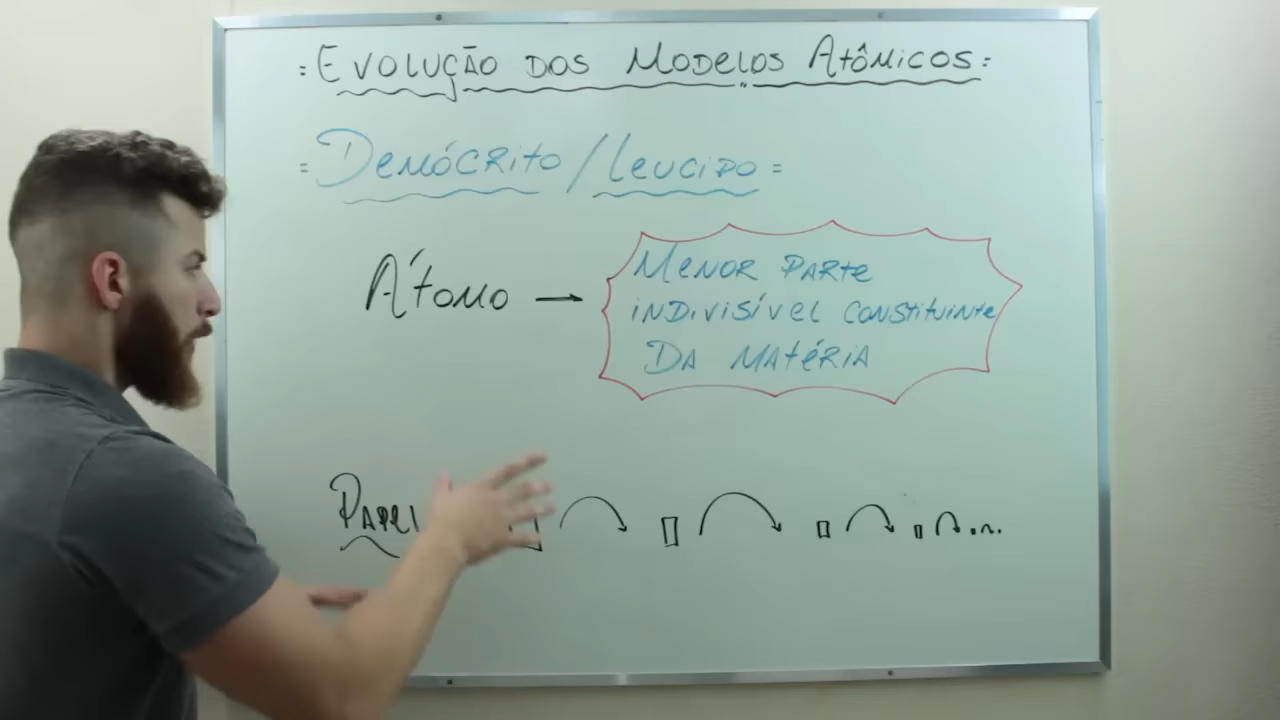 = Evolução dos Modelos Atômicos =
= Demócrito / Leucipo =
Átomo → Menor parte
indivisível constituinte
da matéria
...